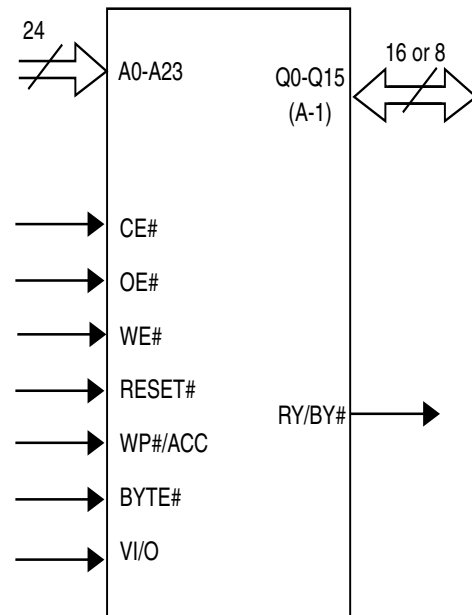 24
A0-A23
16 or 8
Q0-Q15
(A-1)
CE#
OE#
WE#
RESET#
RY/BY#
WP#/ACC
BYTE#
VI/O